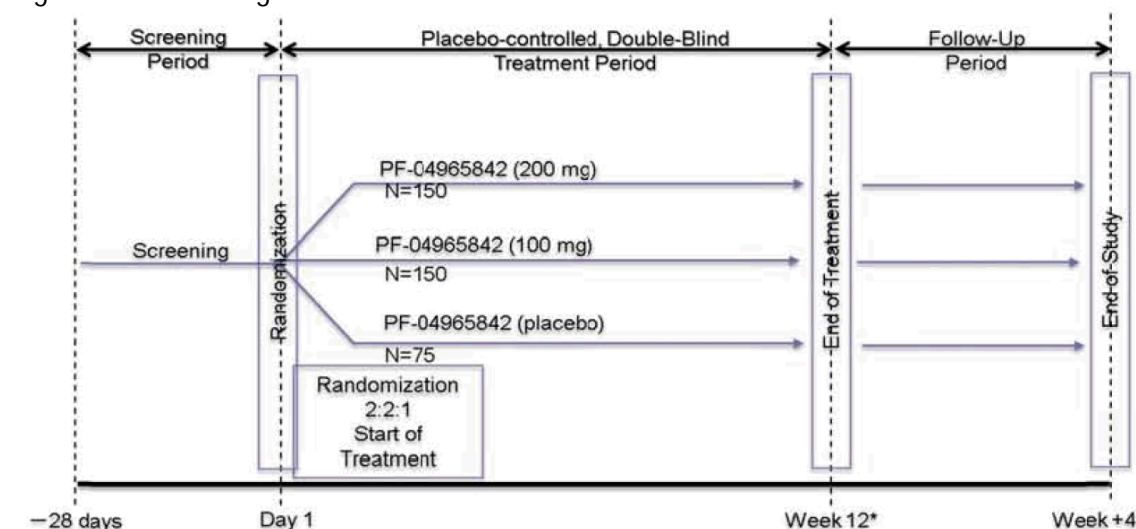 Screening
Period
Placebo-controlled, Double-Blind
Treatment Period
Follow-Up
Period
Screening
Randomization
PF-04965842 (200 mg)
N=150
PF-04965842 (100 mg)
N=150
PF-04965842 (placebo)
N=75
Randomization
2:2:1
Start of
Treatment
End of Treatment
End-of-Study
−28 days
Day 1
Week 12*
Week +4